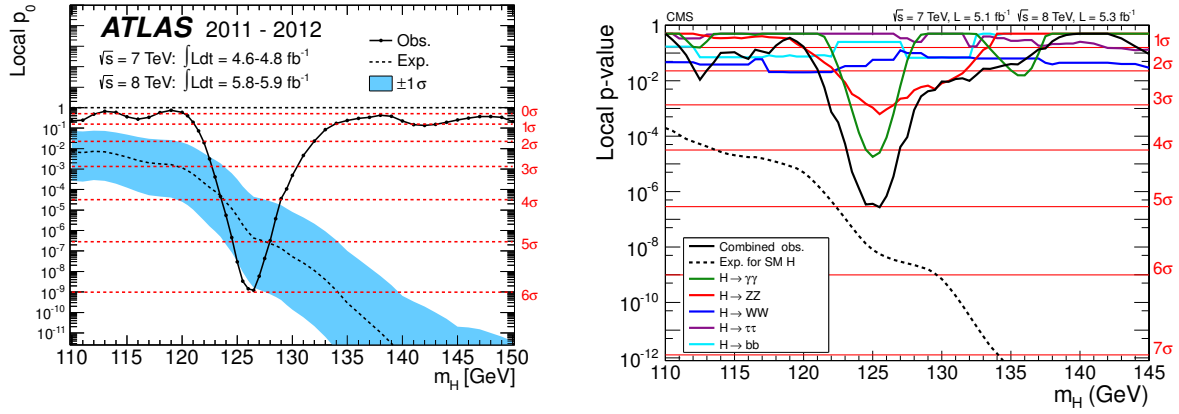 ATLAS 2011 - 2012
√s = 7 TeV: ∫Ldt = 4.6-4.8 fb⁻¹
√s = 8 TeV: ∫Ldt = 5.8-5.9 fb⁻¹
Obs.
Exp.
±1σ
Local p₀
1
10⁻¹
10⁻²
10⁻³
10⁻⁴
10⁻⁵
10⁻⁶
10⁻⁷
10⁻⁸
10⁻⁹
10⁻¹⁰
10⁻¹¹
0σ
1σ
2σ
3σ
4σ
5σ
6σ
110 115 120 125 130 135 140 145 150
m_H [GeV]
CMS √s = 7 TeV, L = 5.1 fb⁻¹ √s = 8 TeV, L = 5.3 fb⁻¹
Local p-value
1
10⁻²
10⁻⁴
10⁻⁶
10⁻⁸
10⁻¹⁰
10⁻¹²
1σ
2σ
3σ
4σ
5σ
6σ
7σ
Combined obs.
Exp. for SM H
H → γγ
H → ZZ
H → WW
H → ττ
H → bb
110 115 120 125 130 135 140 145
m_H (GeV)